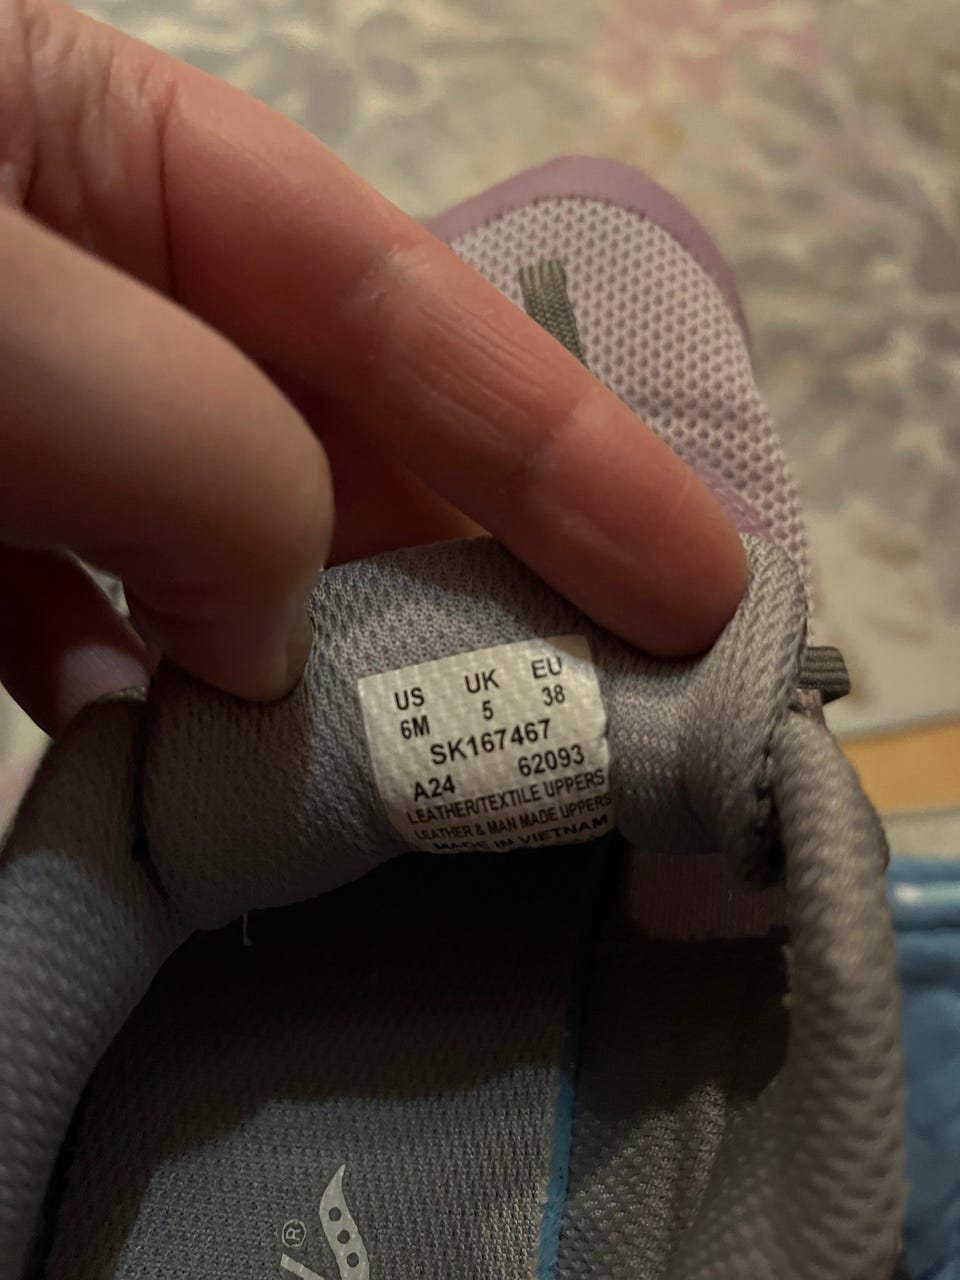 US UK EU
6M 5 38
SK167467
A24 62093
LEATHER/TEXTILE UPPERS
LEATHER & MAN MADE UPPERS
MADE IN VIETNAM
®